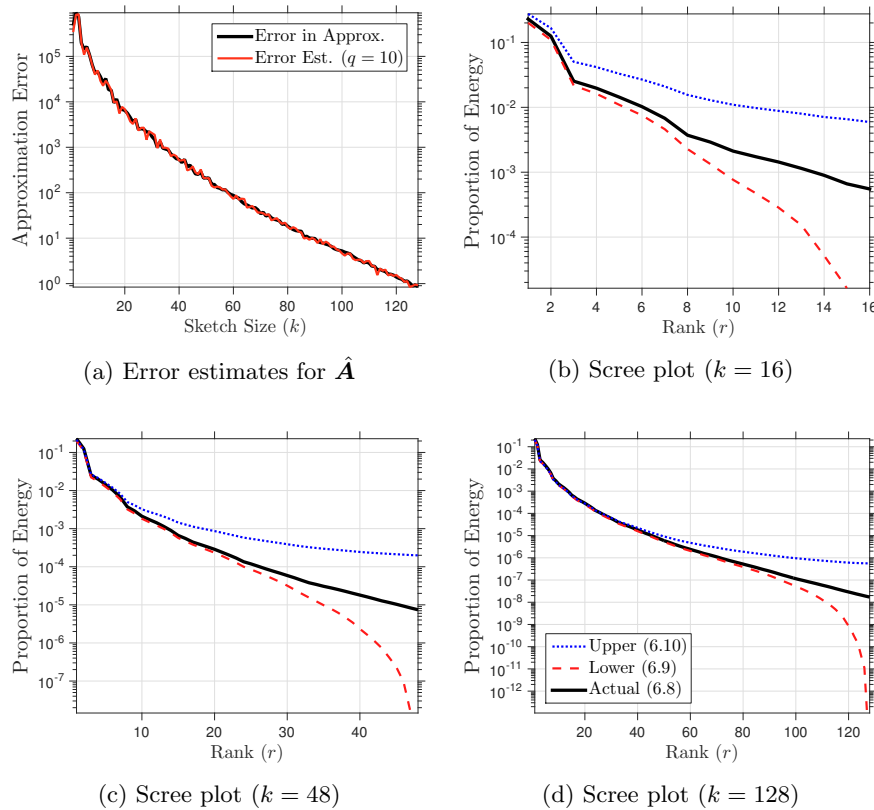 Approximation Error
10^5
10^4
10^3
10^2
10^1
10^0
Error in Approx.
Error Est. (q = 10)
20 40 60 80 100 120
Sketch Size (k)
(a) Error estimates for Â
Proportion of Energy
10^-1
10^-2
10^-3
10^-4
2 4 6 8 10 12 14 16
Rank (r)
(b) Scree plot (k = 16)
Proportion of Energy
10^-1
10^-2
10^-3
10^-4
10^-5
10^-6
10^-7
10 20 30 40
Rank (r)
(c) Scree plot (k = 48)
Proportion of Energy
10^-1
10^-2
10^-3
10^-4
10^-5
10^-6
10^-7
10^-8
10^-9
10^-10
10^-11
10^-12
Upper (6.10)
Lower (6.9)
Actual (6.8)
20 40 60 80 100 120
Rank (r)
(d) Scree plot (k = 128)